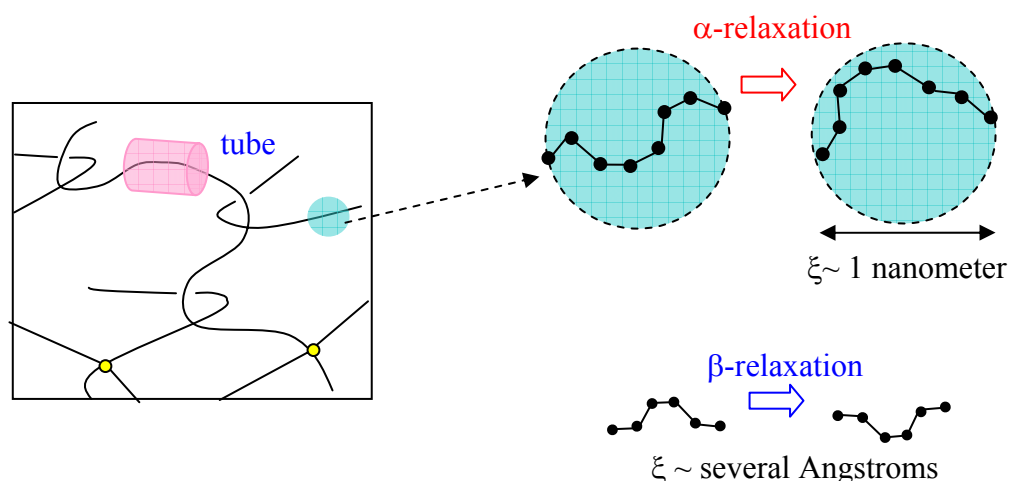 α-relaxation
tube
ξ~ 1 nanometer
β-relaxation
ξ ~ several Angstroms